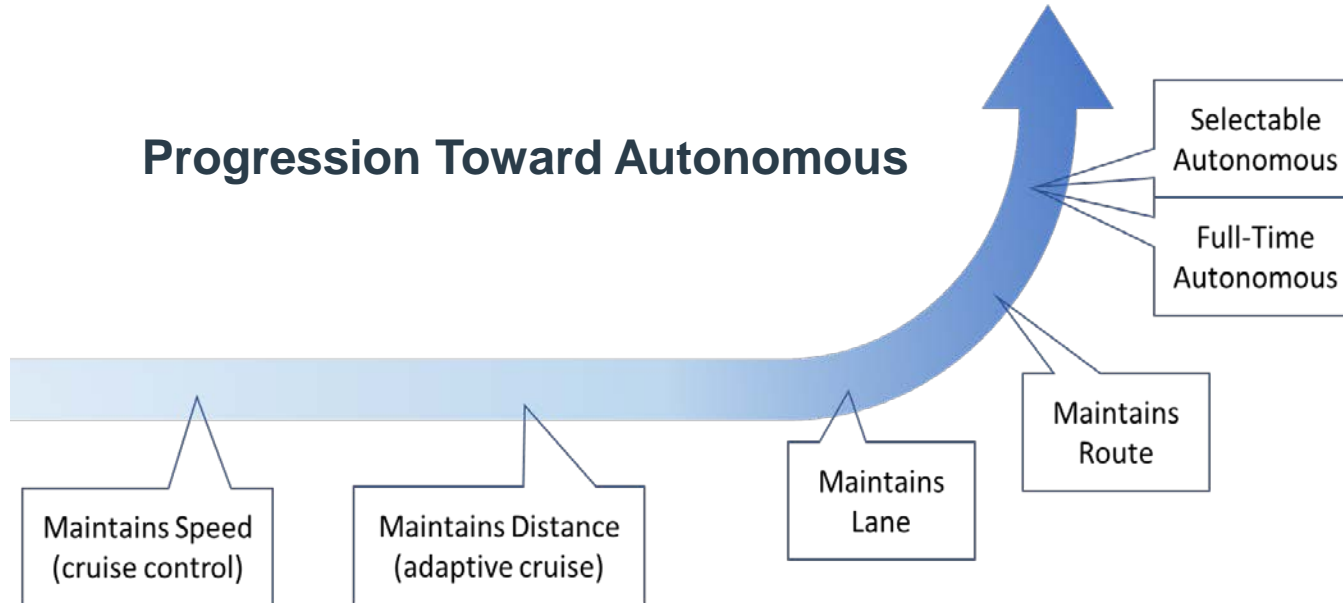 Progression Toward Autonomous
Selectable
Autonomous
Full-Time
Autonomous
Maintains
Route
Maintains
Lane
Maintains Distance
(adaptive cruise)
Maintains Speed
(cruise control)